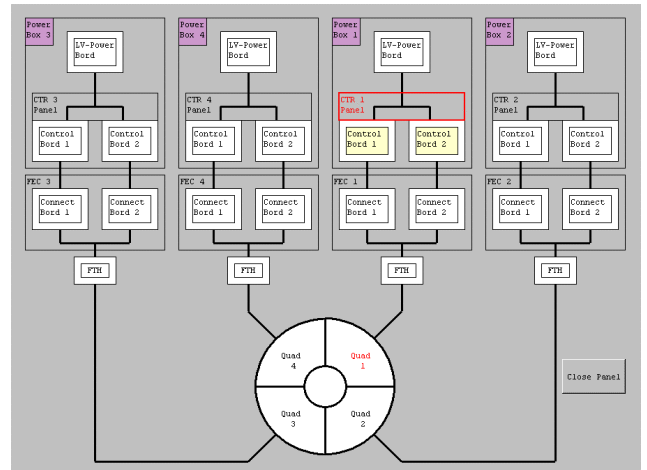 Power
Box 3
LV-Power
Bord
CTR 3
Panel
Control
Bord 1
Control
Bord 2
FEC 3
Connect
Bord 1
Connect
Bord 2
FTH
Power
Box 4
LV-Power
Bord
CTR 4
Panel
Control
Bord 1
Control
Bord 2
FEC 4
Connect
Bord 1
Connect
Bord 2
FTH
Power
Box 1
LV-Power
Bord
CTR 1
Panel
Control
Bord 1
Control
Bord 2
FEC 1
Connect
Bord 1
Connect
Bord 2
FTH
Power
Box 2
LV-Power
Bord
CTR 2
Panel
Control
Bord 1
Control
Bord 2
FEC 2
Connect
Bord 1
Connect
Bord 2
FTH
Quad
4
Quad
1
Quad
3
Quad
2
Close Panel